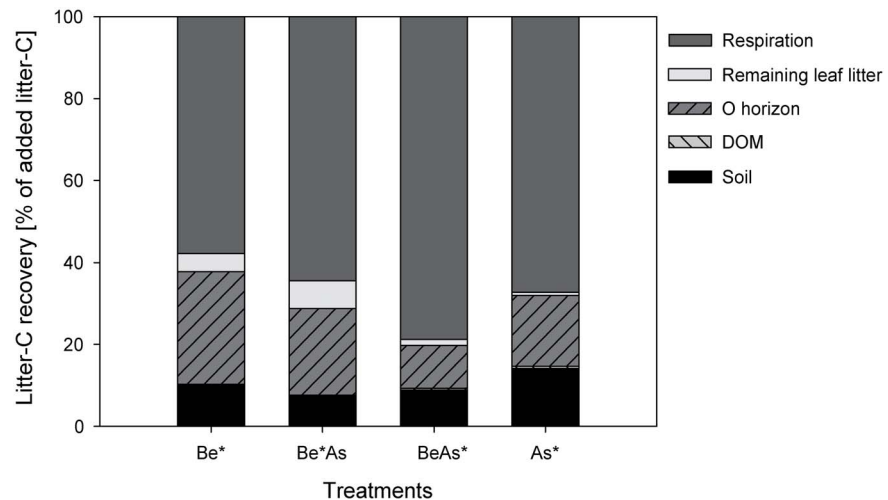 Litter-C recovery [% of added litter-C]
100
80
60
40
20
0
Be*
Be*As
BeAs*
As*
Treatments
Respiration
Remaining leaf litter
O horizon
DOM
Soil